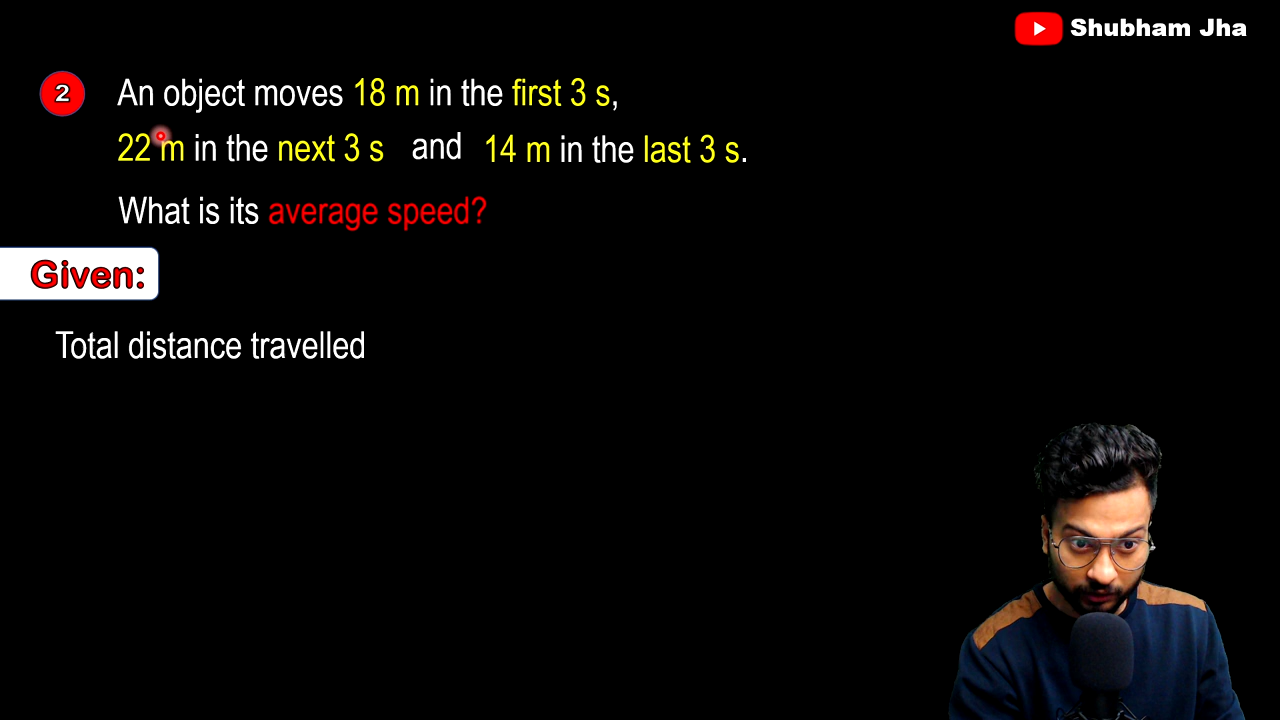 Shubham Jha
2 An object moves 18 m in the first 3 s,
22 m in the next 3 s and 14 m in the last 3 s.
What is its average speed?
Given:
Total distance travelled